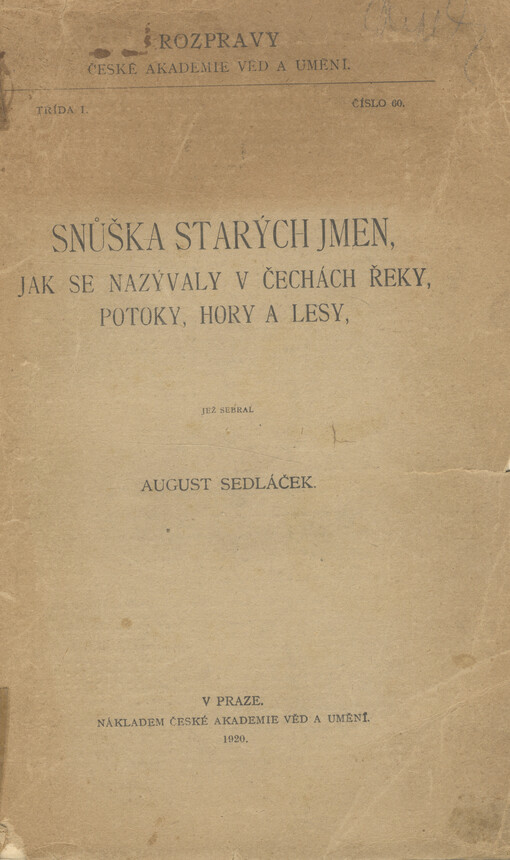 ROZPRAVY
ČESKÉ AKADEMIE VĚD A UMĚNÍ.
TŘÍDA I.
ČÍSLO 60.
SNŮŠKA STARÝCH JMEN,
JAK SE NAZÝVALY V ČECHÁCH ŘEKY,
POTOKY, HORY A LESY,
JEŽ SEBRAL
AUGUST SEDLÁČEK.
V PRAZE.
NÁKLADEM ČESKÉ AKADEMIE VĚD A UMĚNÍ.
1920.